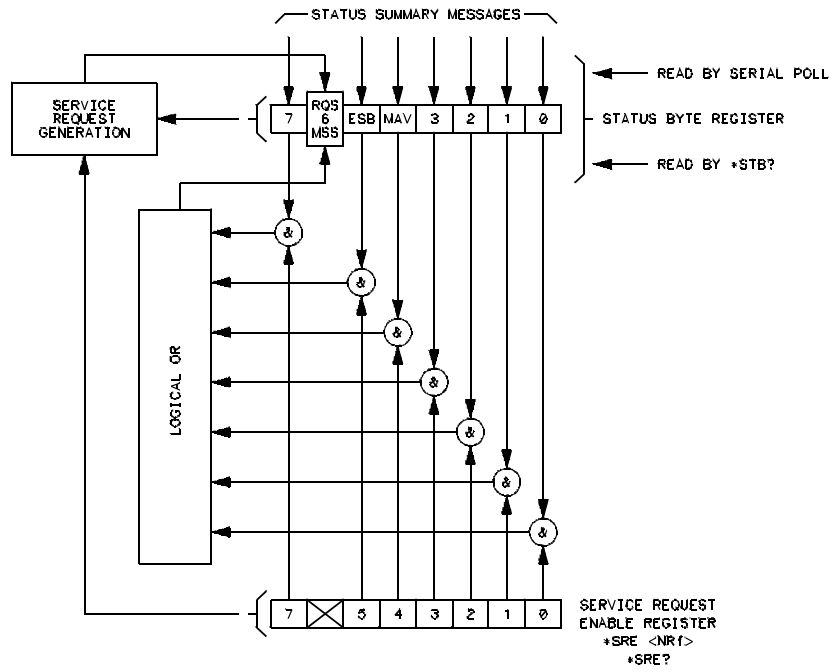 STATUS SUMMARY MESSAGES
READ BY SERIAL POLL
SERVICE
REQUEST
GENERATION
7 RQS 6 MSS ESB MAV 3 2 1 0
STATUS BYTE REGISTER
READ BY *STB?
&
&
&
&
&
&
&
LOGICAL OR
7 5 4 3 2 1 0
SERVICE REQUEST
ENABLE REGISTER
*SRE <NRf>
*SRE?